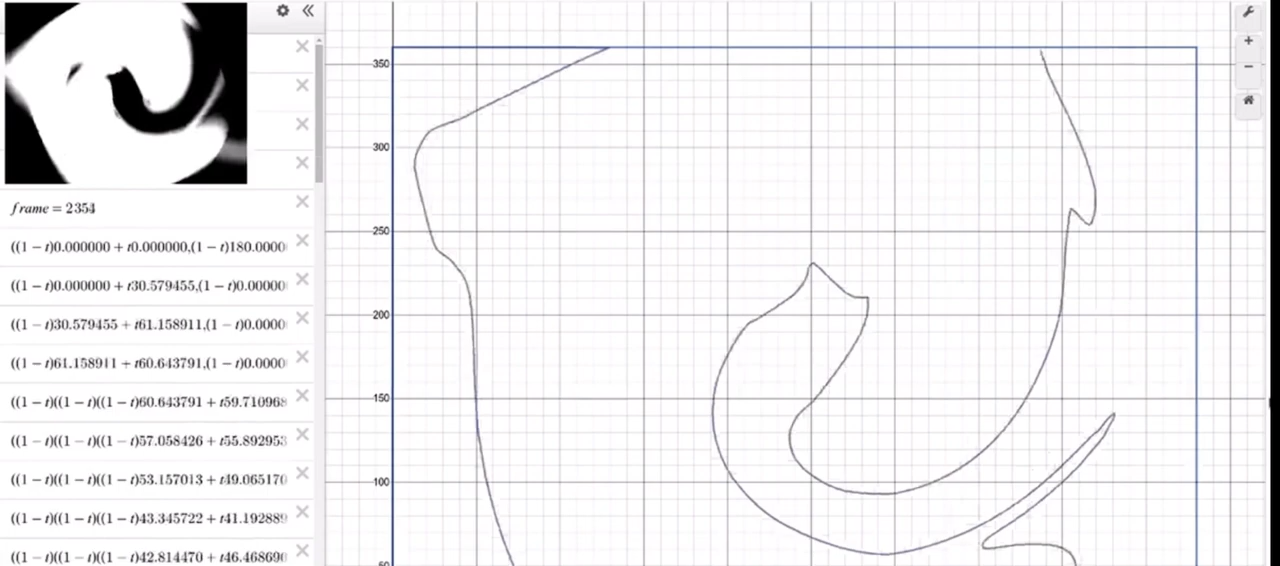 frame = 2354
((1 − t)0.000000 + t0.000000,(1 − t)180.0000
((1 − t)0.000000 + t30.579455,(1 − t)0.00000
((1 − t)30.579455 + t61.158911,(1 − t)0.0000
((1 − t)61.158911 + t60.643791,(1 − t)0.0000
((1 − t)((1 − t)((1 − t)60.643791 + t59.710968
((1 − t)((1 − t)((1 − t)57.058426 + t55.892953
((1 − t)((1 − t)((1 − t)53.157013 + t49.065170
((1 − t)((1 − t)((1 − t)43.345722 + t41.192889
((1 − t)((1 − t)((1 − t)42.814470 + t46.468690
350
300
250
200
150
100
50